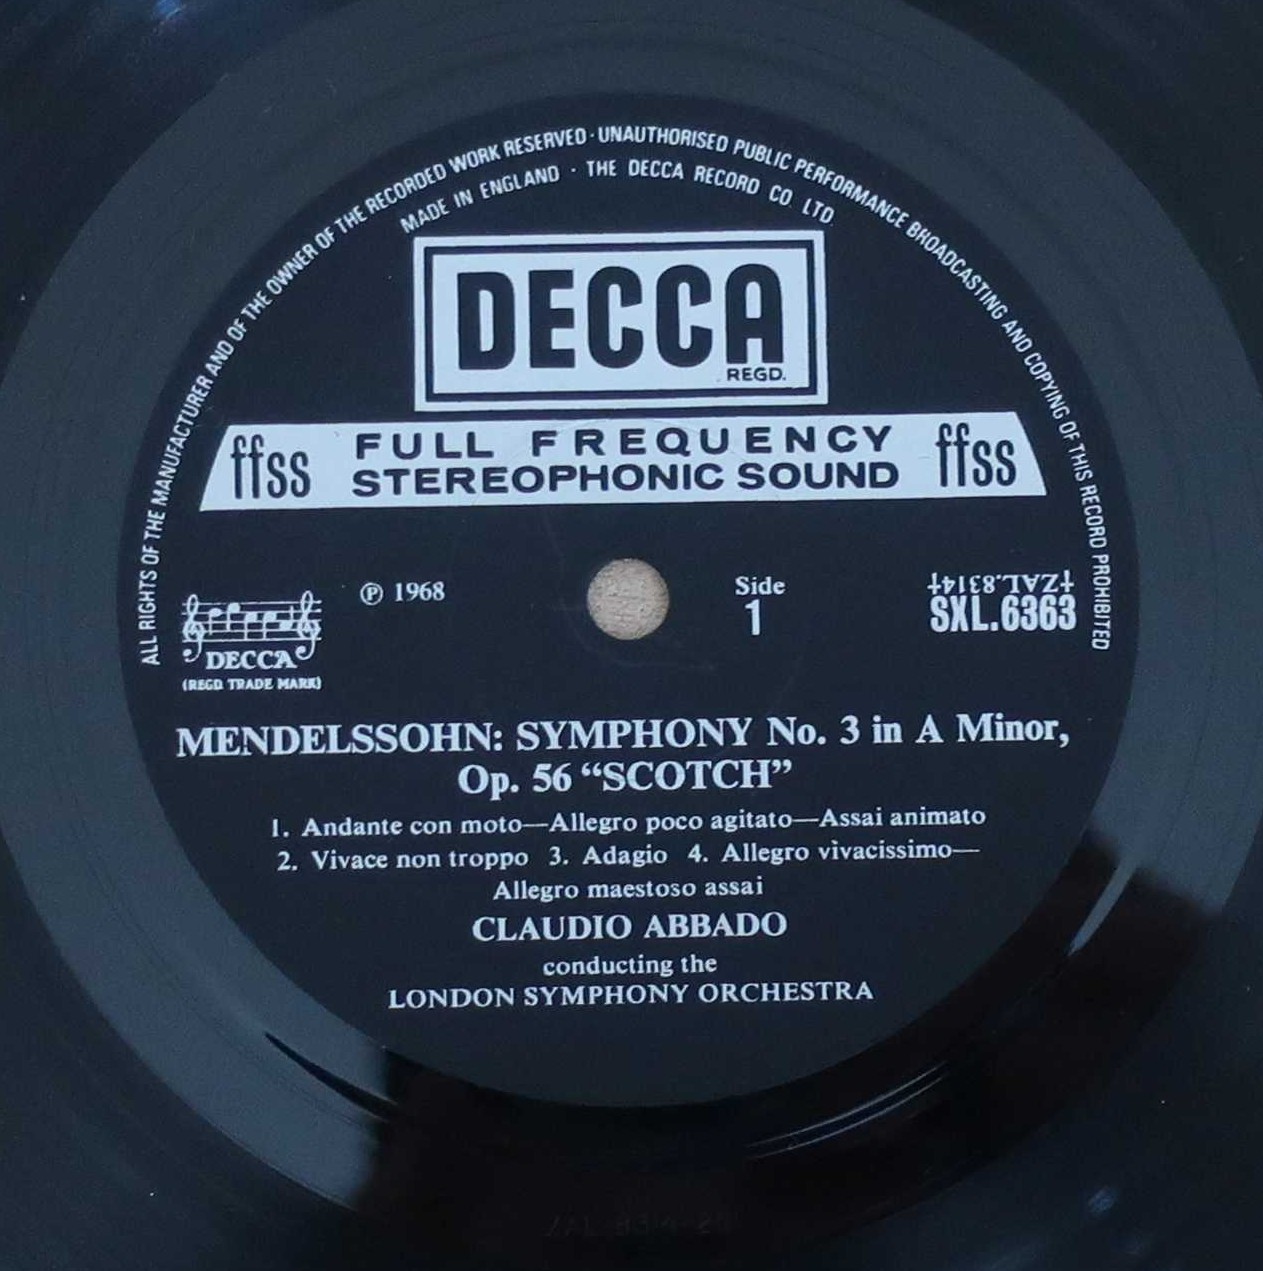 ALL RIGHTS OF THE MANUFACTURER AND OF THE OWNER OF THE RECORDED WORK RESERVED · UNAUTHORISED PUBLIC PERFORMANCE BROADCASTING AND COPYING OF THIS RECORD PROHIBITED
MADE IN ENGLAND · THE DECCA RECORD CO LTD
DECCA
REGD.
ffss FULL FREQUENCY ffss
STEREOPHONIC SOUND
℗ 1968
Side
1
‡ZAL.8314‡
SXL.6363
DECCA
(REGD. TRADE MARK)
MENDELSSOHN: SYMPHONY No. 3 in A Minor,
Op. 56 “SCOTCH”
1. Andante con moto—Allegro poco agitato—Assai animato
2. Vivace non troppo 3. Adagio 4. Allegro vivacissimo—
Allegro maestoso assai
CLAUDIO ABBADO
conducting the
LONDON SYMPHONY ORCHESTRA